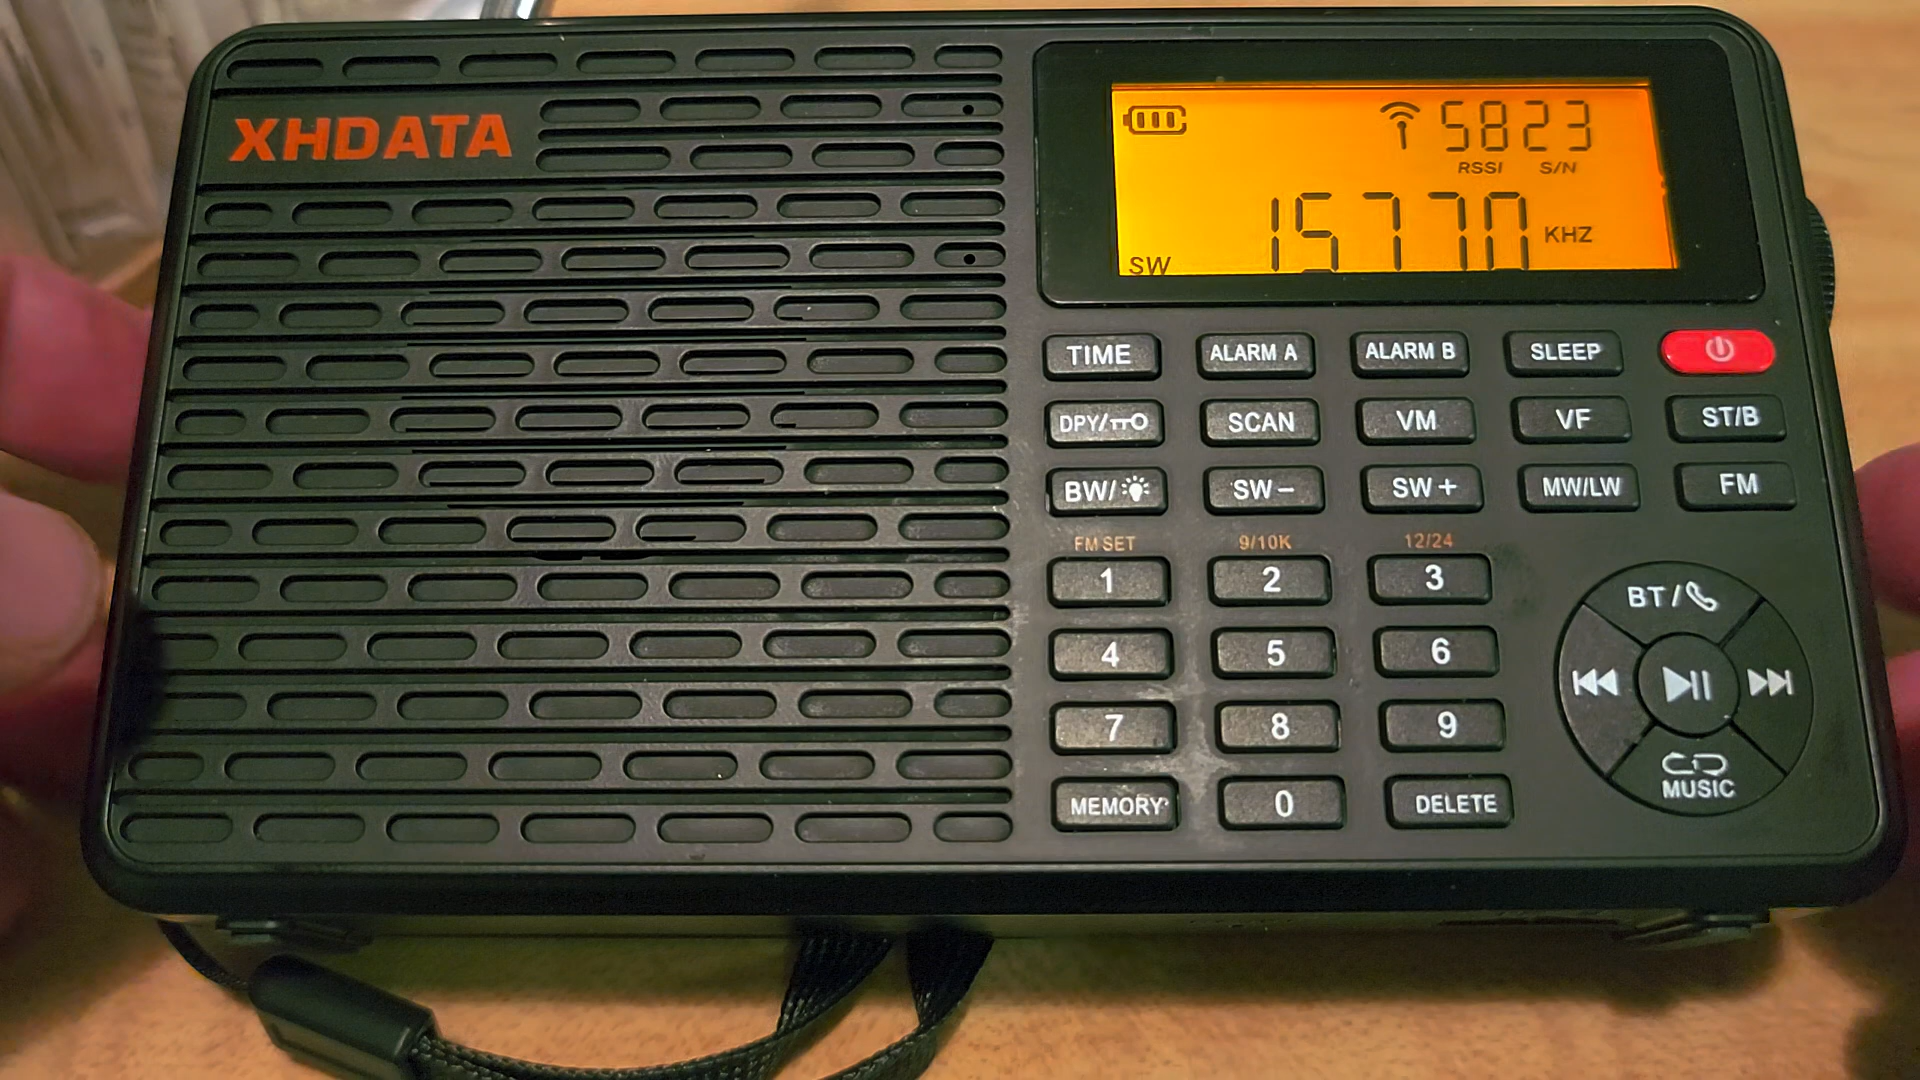 XHDATA
5823
RSSI S/N
15770 KHZ
SW
TIME ALARM A ALARM B SLEEP
DPY/ SCAN VM VF ST/B
BW/ SW - SW + MW/LW FM
FM SET 9/10K 12/24
1 2 3
BT /
4 5 6
7 8 9
MUSIC
MEMORY 0 DELETE